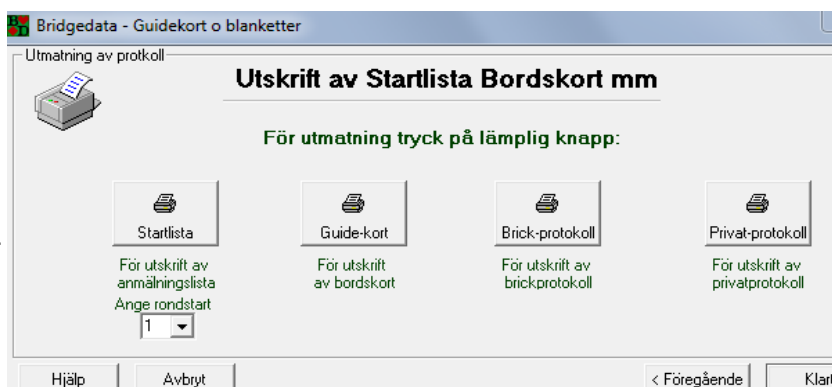 Bridgedata - Guidekort o blanketter
Utmatning av protkoll
Utskrift av Startlista Bordskort mm
För utmatning tryck på lämplig knapp:
Startlista
Guide-kort
Brick-protokoll
Privat-protokoll
För utskrift av
anmälningslista
För utskrift
av bordskort
För utskrift av
brickprotokoll
För utskrift av
privatprotokoll
Ange rondstart
1
Hjälp
Avbryt
< Föregående
Klart